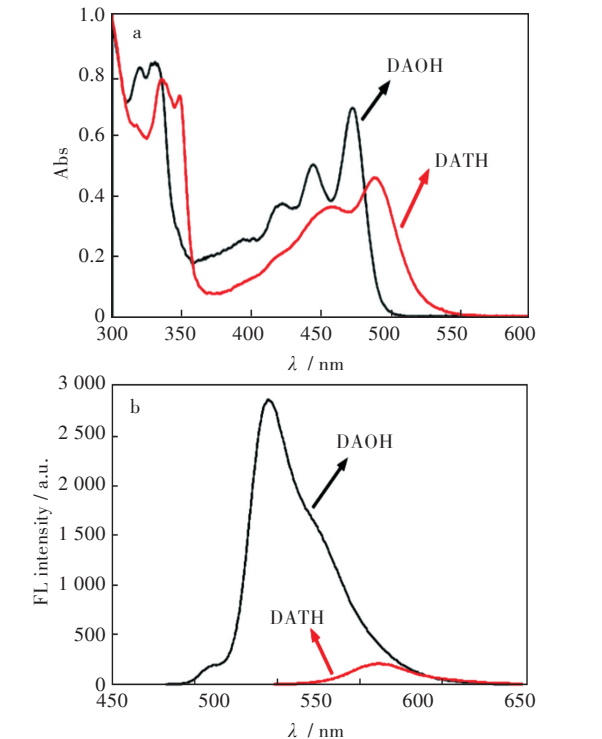 a
1.0
0.8
0.6
0.4
0.2
0
Abs
DAOH
DATH
300 350 400 450 500 550 600
λ / nm
b
3 000
2 500
2 000
1 500
1 000
500
0
FL intensity / a.u.
DAOH
DATH
450 500 550 600 650
λ / nm